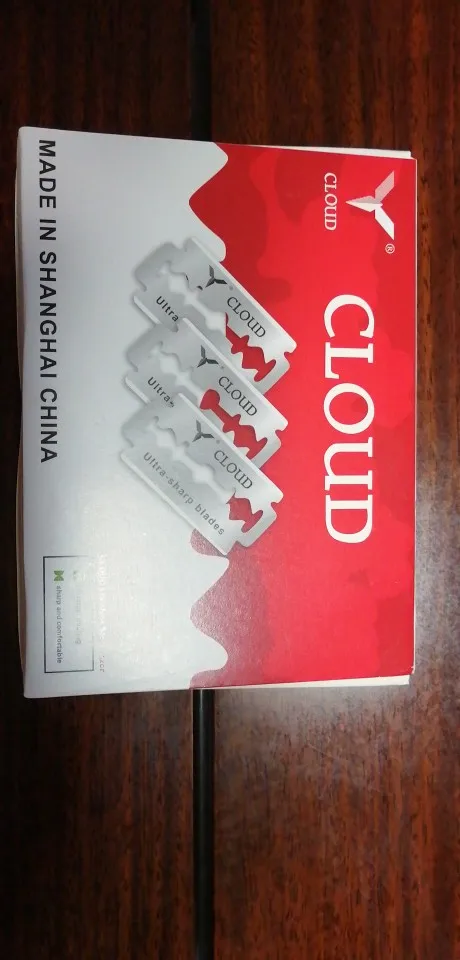 CLOUD
®
CLOUD
CLOUD
Ultra
CLOUD
Ultra
CLOUD
Ultra-sharp blades
sharp and comfortable
MADE IN SHANGHAI CHINA